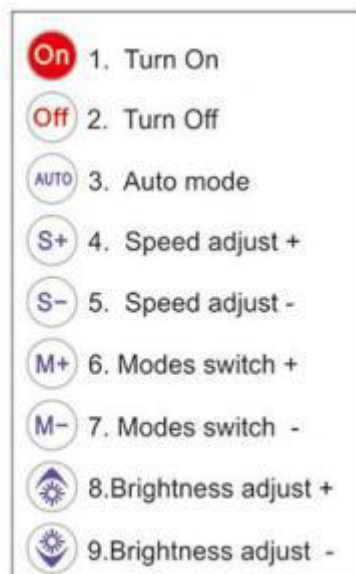 On 1. Turn On
Off 2. Turn Off
AUTO 3. Auto mode
S+ 4. Speed adjust +
S− 5. Speed adjust -
M+ 6. Modes switch +
M− 7. Modes switch -
8.Brightness adjust +
9.Brightness adjust -